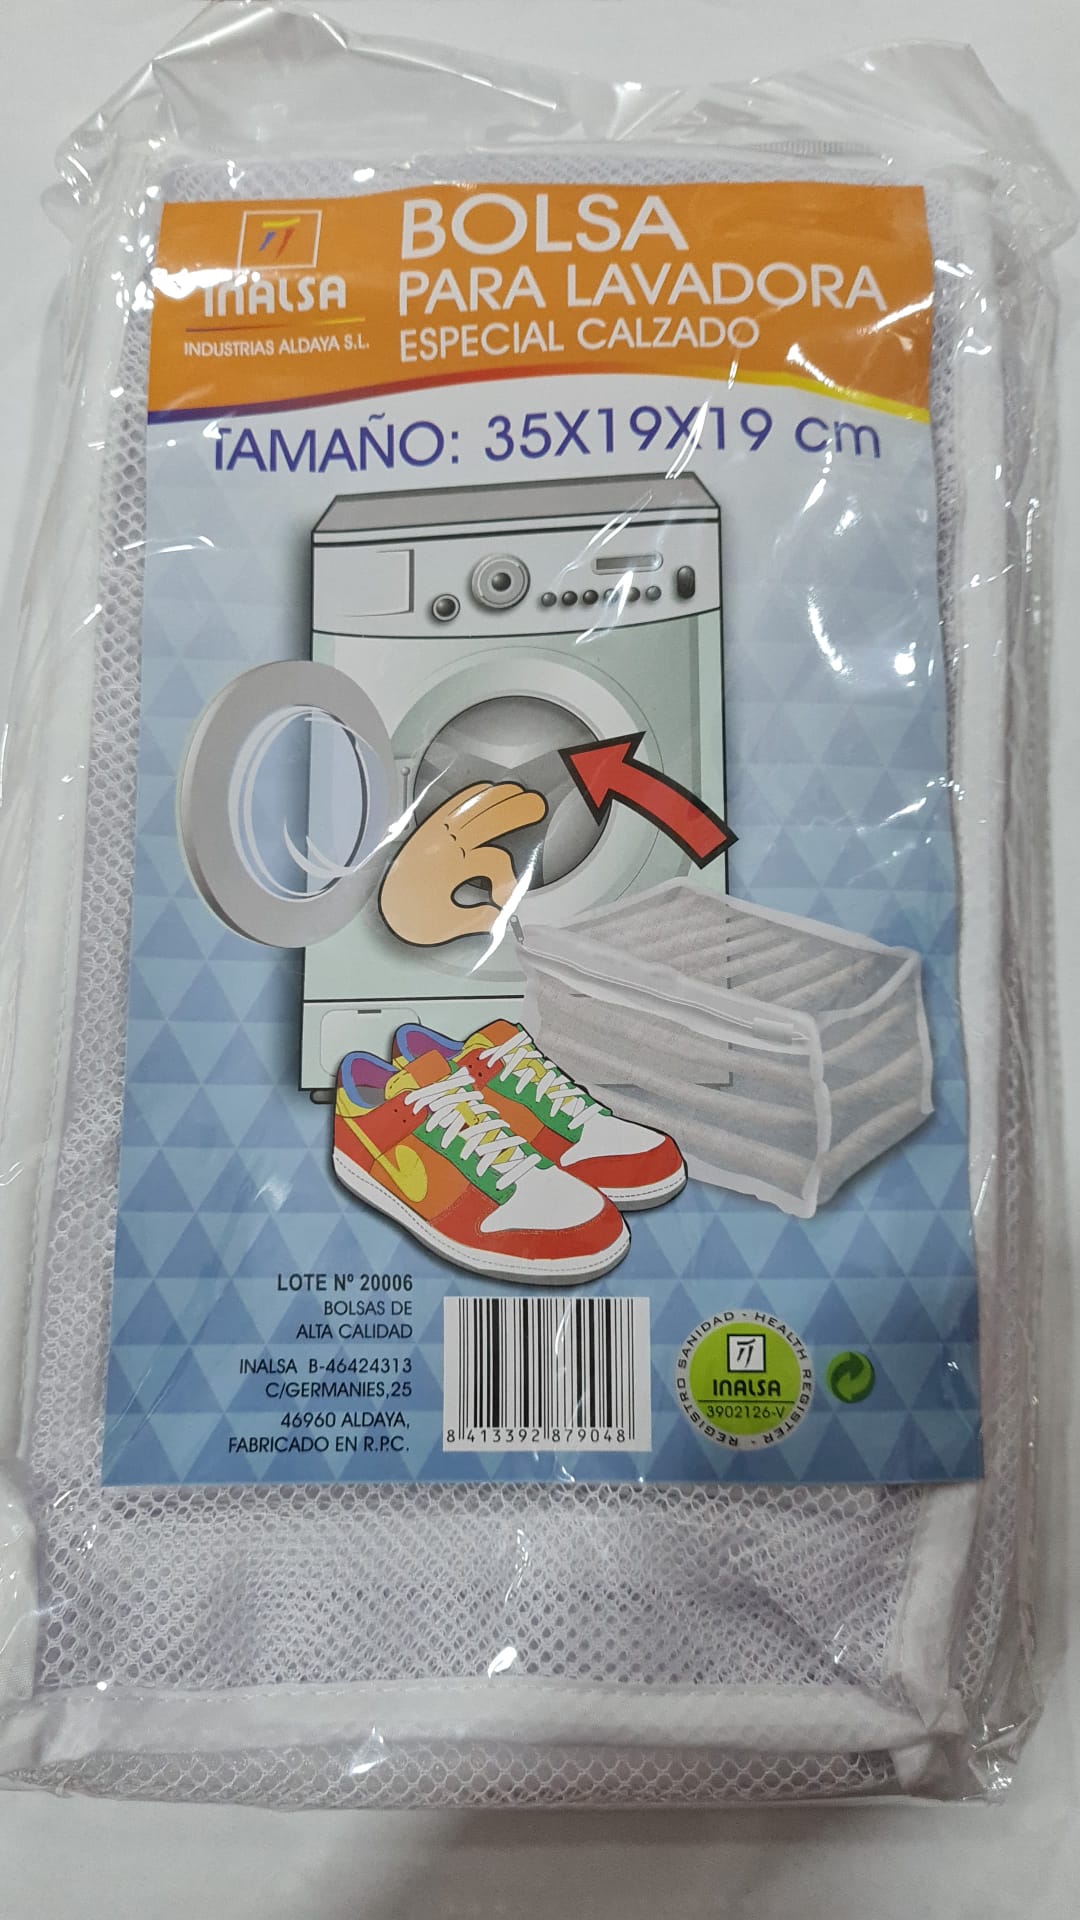 INALSA
INDUSTRIAS ALDAYA S.L.
BOLSA
PARA LAVADORA
ESPECIAL CALZADO
TAMAÑO: 35X19X19 cm
LOTE Nº 20006
BOLSAS DE
ALTA CALIDAD
INALSA B-46424313
C/GERMANIES,25
46960 ALDAYA,
FABRICADO EN R.P.C.
8 413392 879048
REGISTRO SANIDAD - HEALTH REGISTER -
INALSA
3902126-V